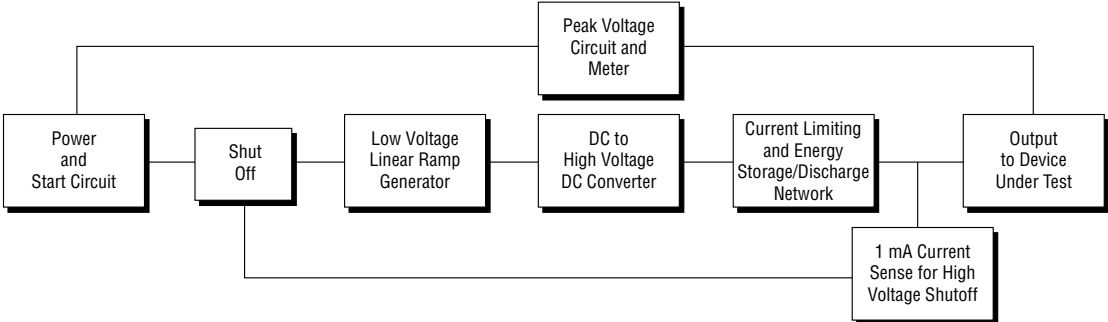 Peak Voltage
Circuit and
Meter
Power
and
Start Circuit
Shut
Off
Low Voltage
Linear Ramp
Generator
DC to
High Voltage
DC Converter
Current Limiting
and Energy
Storage/Discharge
Network
Output
to Device
Under Test
1 mA Current
Sense for High
Voltage Shutoff